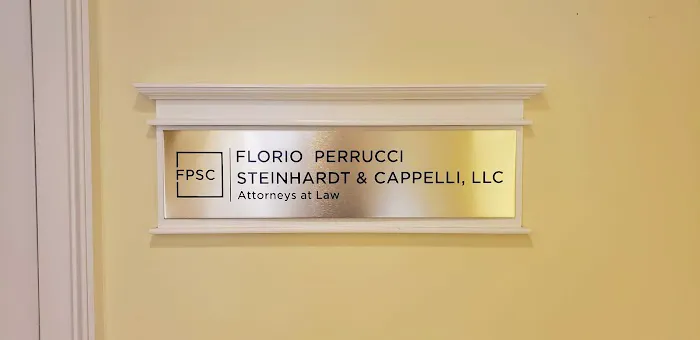 FPSC
FLORIO PERRUCCI
STEINHARDT & CAPPELLI, LLC
Attorneys at Law